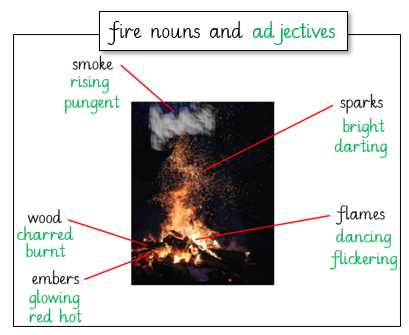 fire nouns and adjectives
smoke
rising
pungent
sparks
bright
darting
wood
charred
burnt
flames
dancing
flickering
embers
glowing
red hot